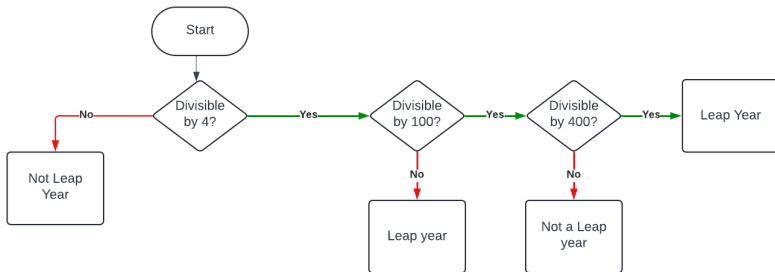 Start
Divisible
by 4?
Divisible
by 100?
Divisible
by 400?
Leap Year
No
Yes
Yes
Yes
Not Leap
Year
No
No
Leap year
Not a Leap
year